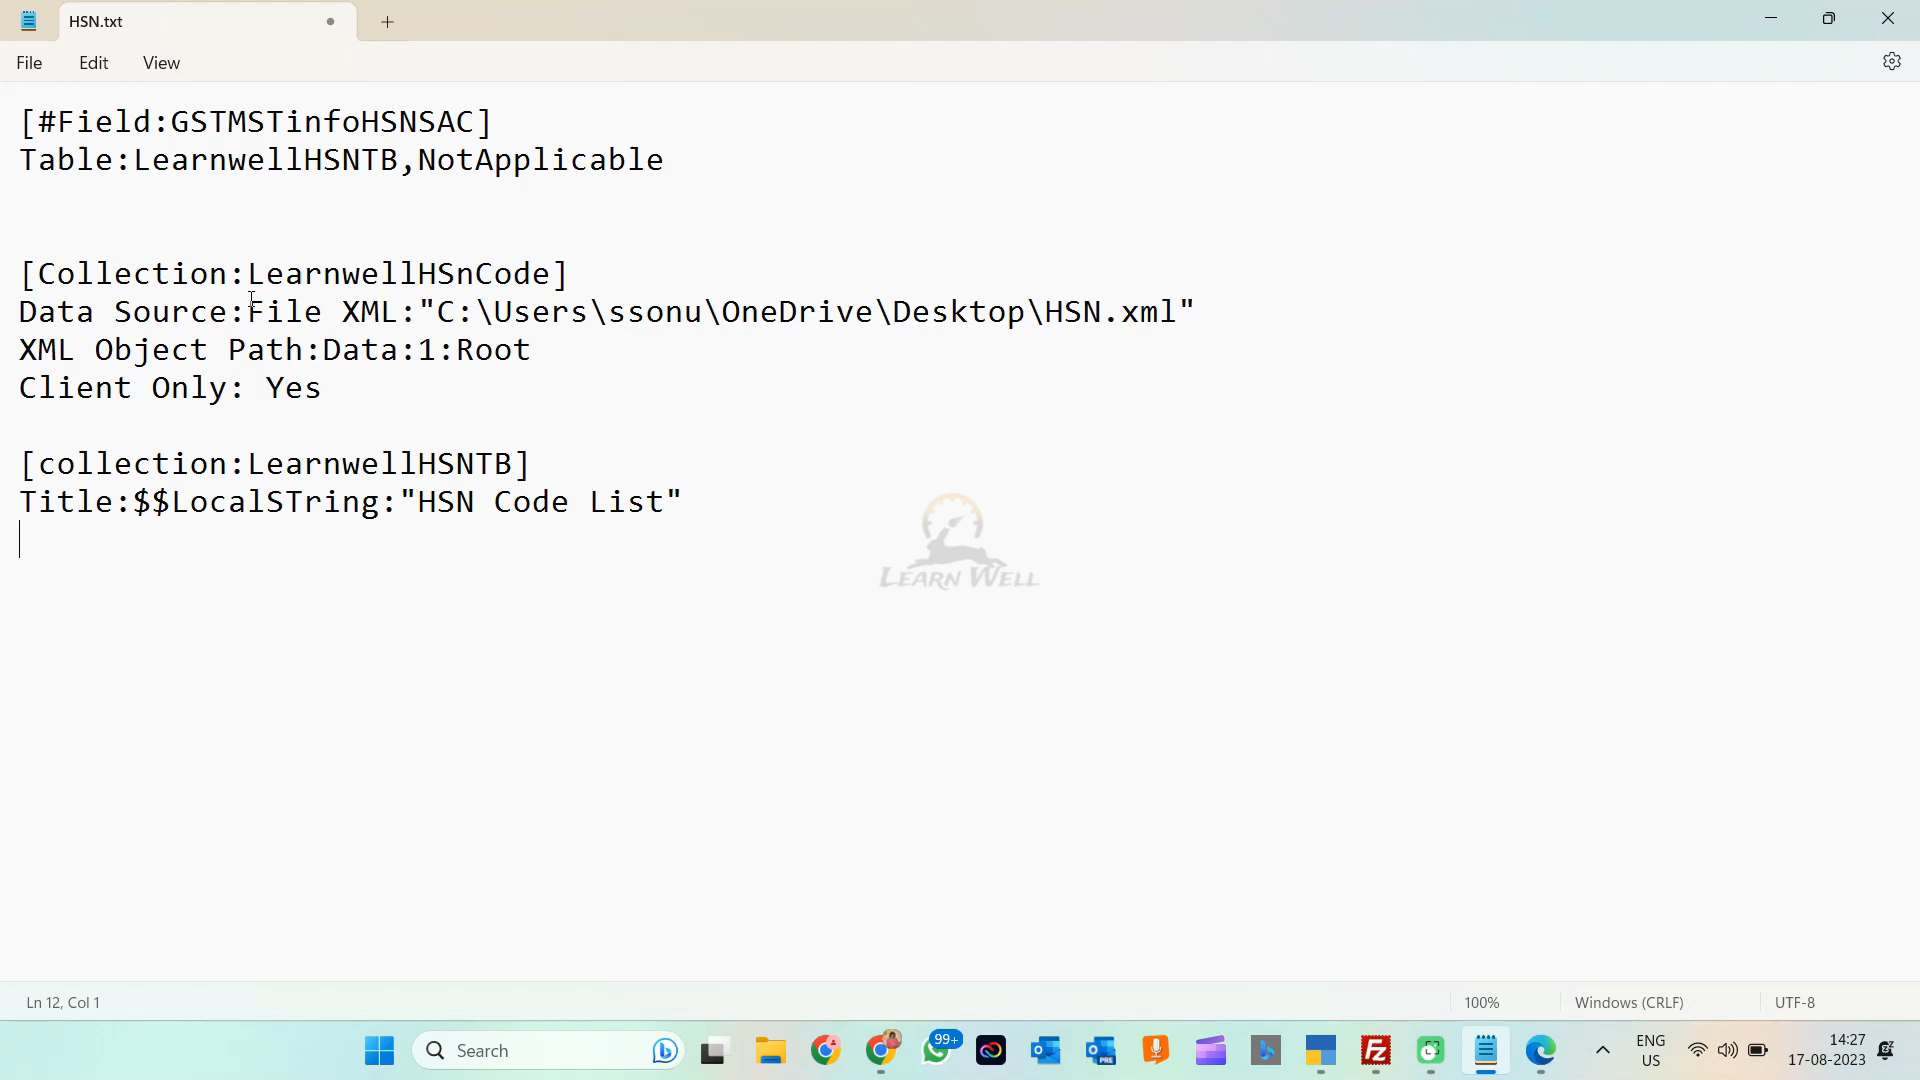 HSN.txt
File Edit View
[#Field:GSTMSTinfoHSNSAC]
Table:LearnwellHSNTB,NotApplicable
[Collection:LearnwellHSnCode]
Data Source:File XML:"C:\Users\ssonu\OneDrive\Desktop\HSN.xml"
XML Object Path:Data:1:Root
Client Only: Yes
[collection:LearnwellHSNTB]
Title:$$LocalSTring:"HSN Code List"
LEARN WELL
Ln 12, Col 1 100% Windows (CRLF) UTF-8
Search 99+ PRE Fz ENG US 14:27 17-08-2023